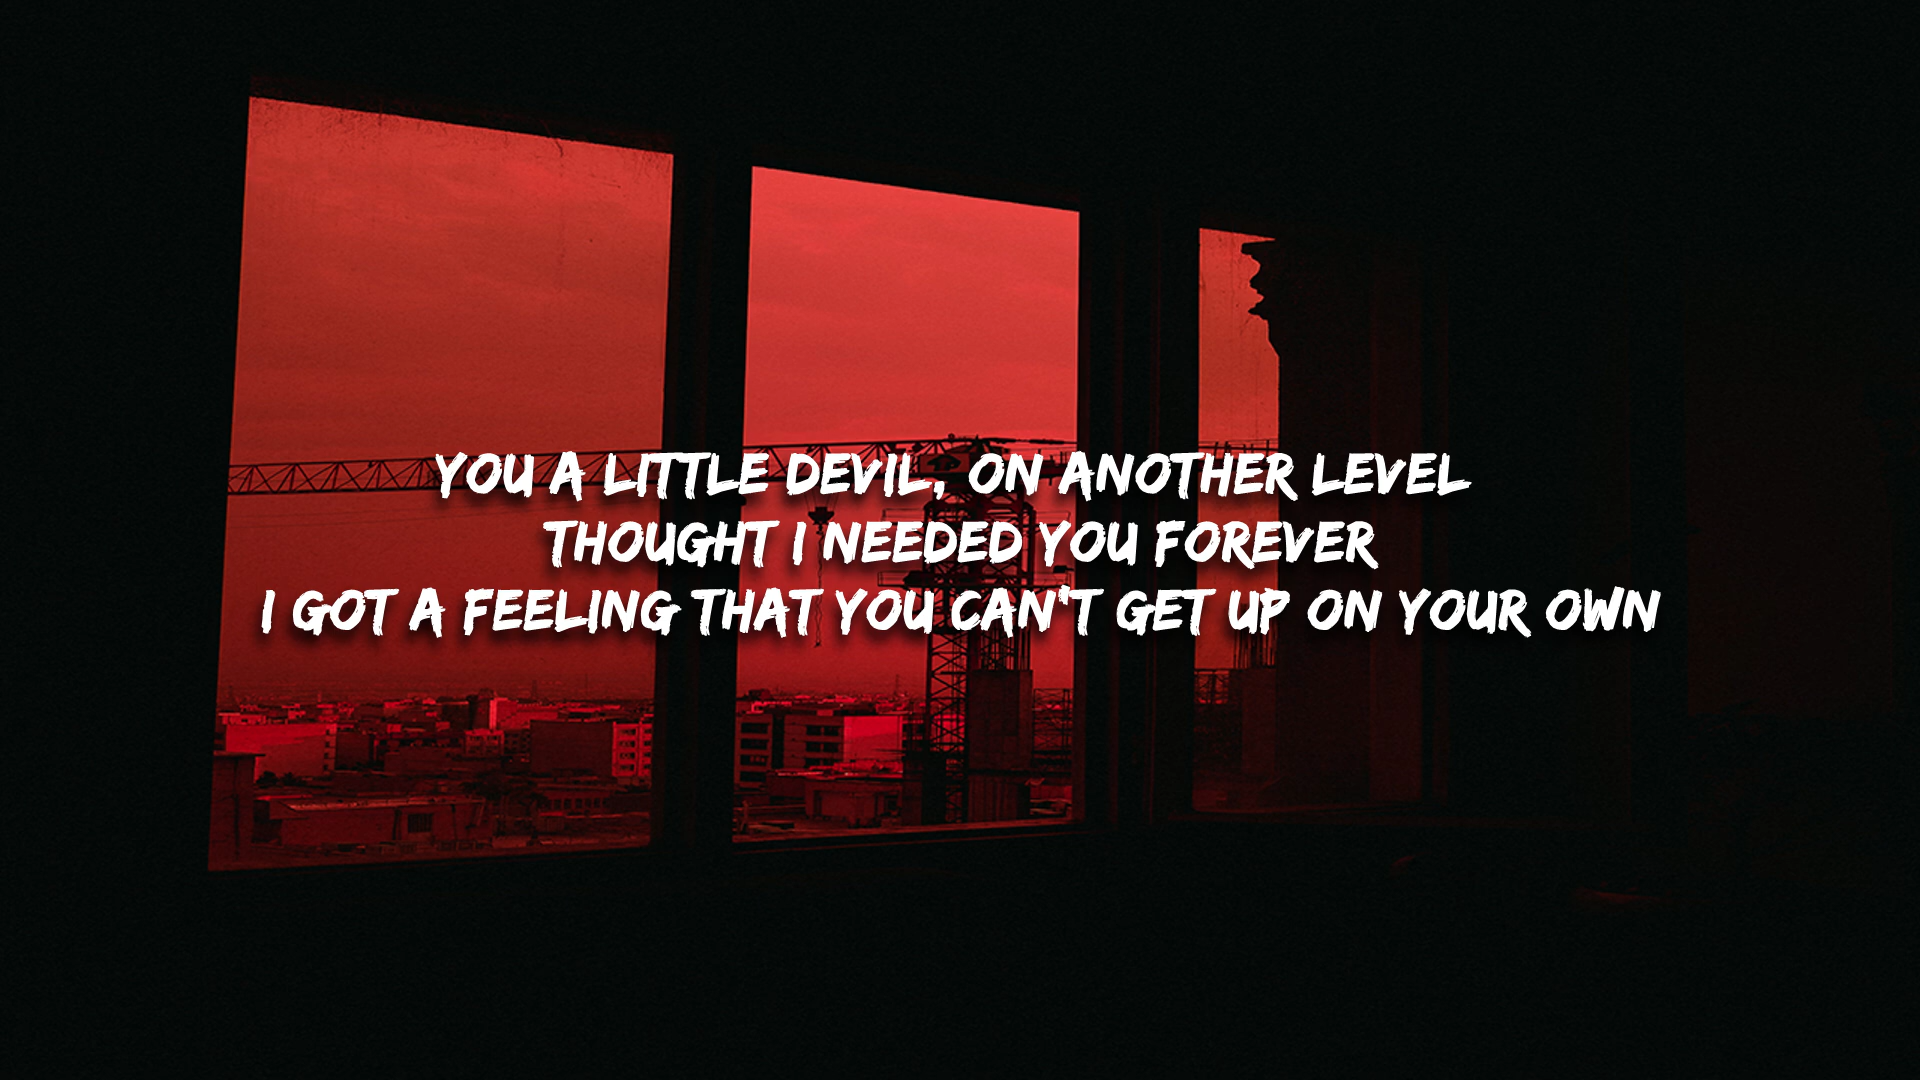 YOU A LITTLE DEVIL, ON ANOTHER LEVEL
THOUGHT I NEEDED YOU FOREVER
I GOT A FEELING THAT YOU CAN'T GET UP ON YOUR OWN